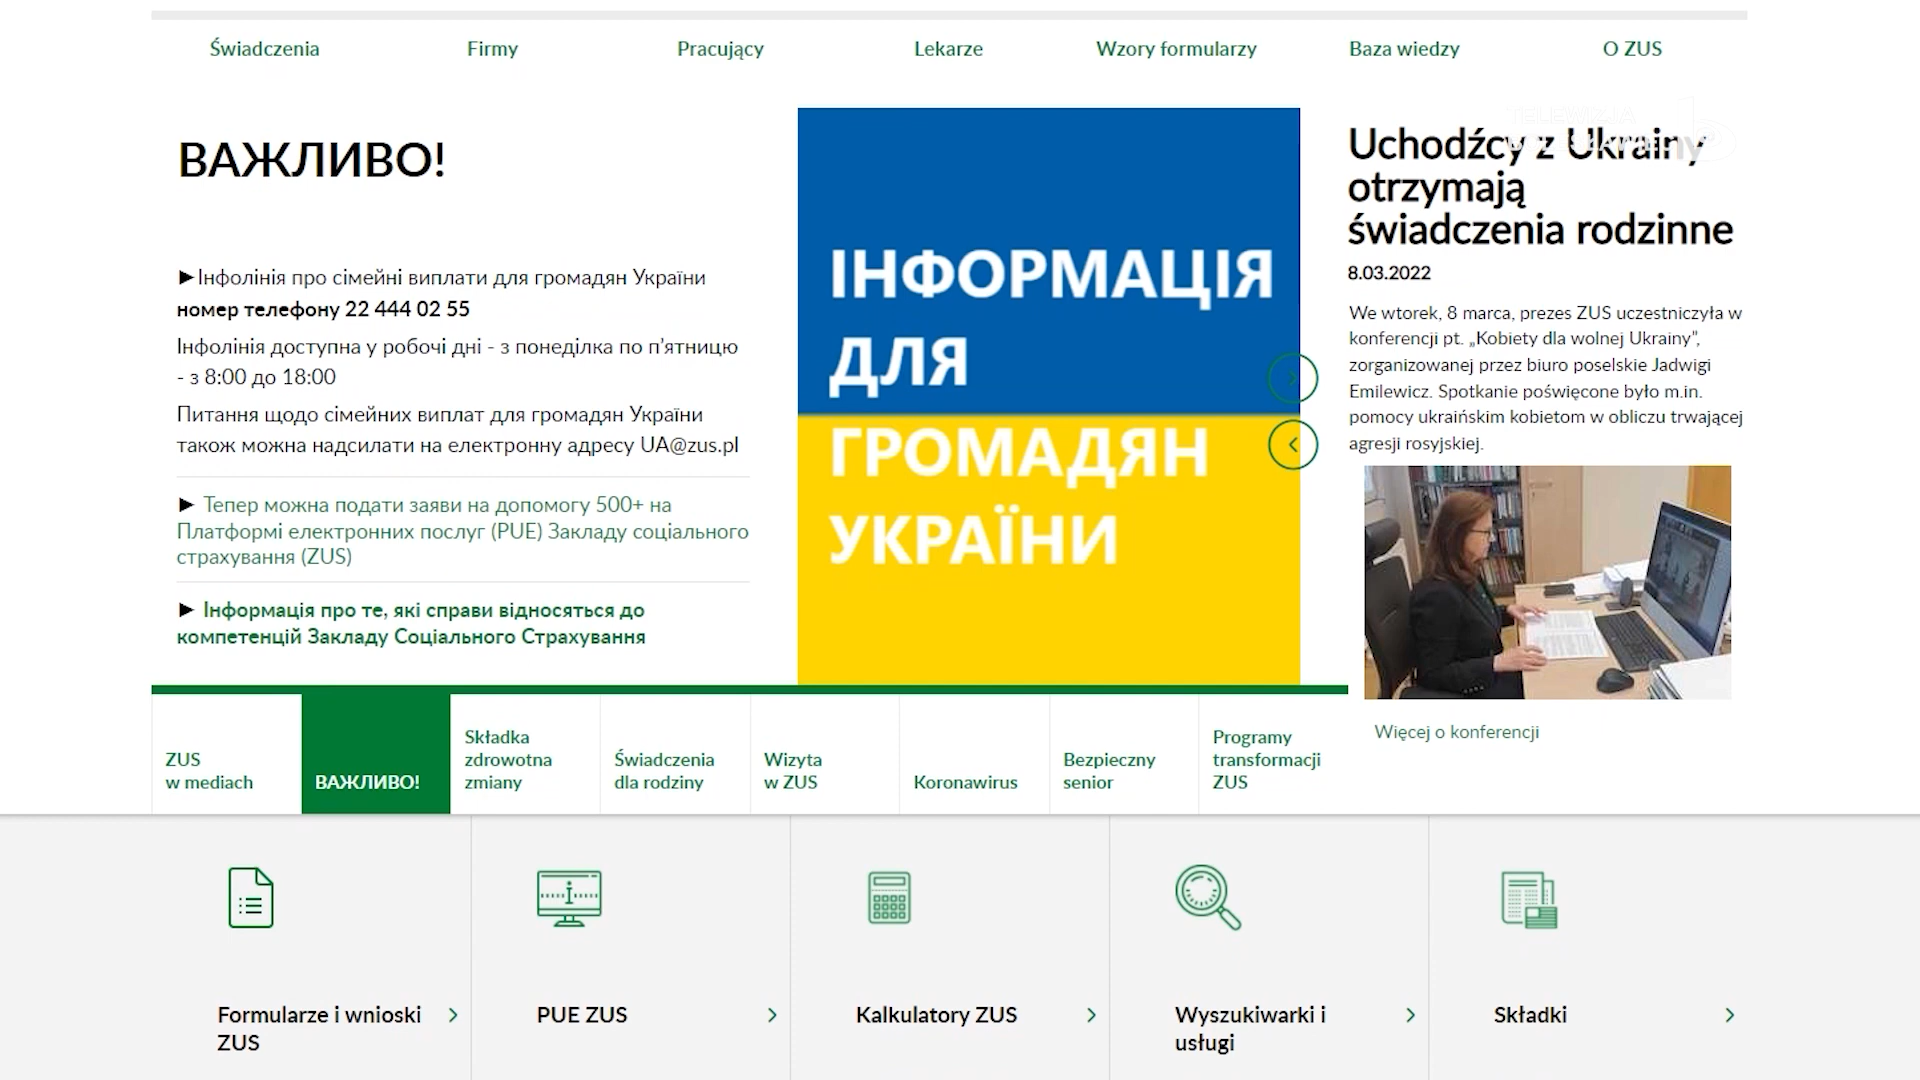 Świadczenia
Firmy
Pracujący
Lekarze
Wzory formularzy
Baza wiedzy
O ZUS
ВАЖЛИВО!
►Інфолінія про сімейні виплати для громадян України
номер телефону 22 444 02 55
Інфолінія доступна у робочі дні - з понеділка по п’ятницю
- з 8:00 до 18:00
Питання щодо сімейних виплат для громадян України
також можна надсилати на електронну адресу UA@zus.pl
► Тепер можна подати заяви на допомогу 500+ на
Платформі електронних послуг (PUE) Закладу соціального
страхування (ZUS)
► Інформація про те, які справи відносяться до
компетенцій Закладу Соціального Страхування
ІНФОРМАЦІЯ
ДЛЯ
ГРОМАДЯН
УКРАЇНИ
TELEWIZJA
Uchodźcy z Ukrainy
otrzymają
świadczenia rodzinne
8.03.2022
We wtorek, 8 marca, prezes ZUS uczestniczyła w
konferencji pt. „Kobiety dla wolnej Ukrainy”,
zorganizowanej przez biuro poselskie Jadwigi
Emilewicz. Spotkanie poświęcone było m.in.
pomocy ukraińskim kobietom w obliczu trwającej
agresji rosyjskiej.
Więcej o konferencji
ZUS
w mediach
ВАЖЛИВО!
Składka
zdrowotna
zmiany
Świadczenia
dla rodziny
Wizyta
w ZUS
Koronawirus
Bezpieczny
senior
Programy
transformacji
ZUS
Formularze i wnioski
ZUS
PUE ZUS
Kalkulatory ZUS
Wyszukiwarki i
usługi
Składki